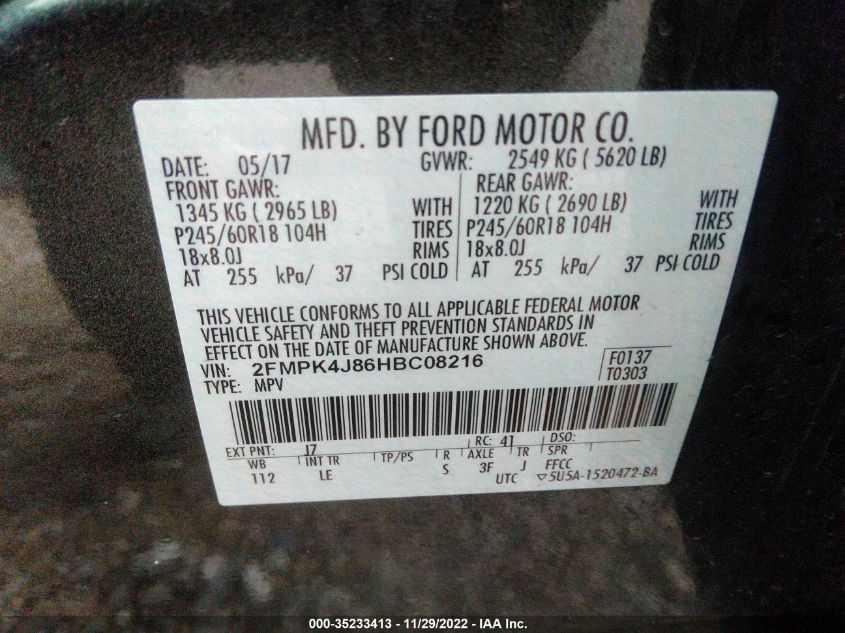 MFD. BY FORD MOTOR CO.
DATE: 05/17 GVWR: 2549 KG ( 5620 LB)
FRONT GAWR: REAR GAWR:
1345 KG ( 2965 LB) WITH 1220 KG ( 2690 LB) WITH
P245/60R18 104H TIRES P245/60R18 104H TIRES
18x8.0J RIMS 18x8.0J RIMS
AT 255 kPa/ 37 PSI COLD AT 255 kPa/ 37 PSI COLD
THIS VEHICLE CONFORMS TO ALL APPLICABLE FEDERAL MOTOR
VEHICLE SAFETY AND THEFT PREVENTION STANDARDS IN
EFFECT ON THE DATE OF MANUFACTURE SHOWN ABOVE.
VIN: 2FMPK4J86HBC08216 F0137
TYPE: MPV T0303
EXT PNT: J7 RC: 41 DSO:
WB INT TR TP/PS R AXLE TR SPR
112 LE S 3F J FFCC
UTC ▽5U5A-1520472-BA
000-35233413 - 11/29/2022 - IAA Inc.